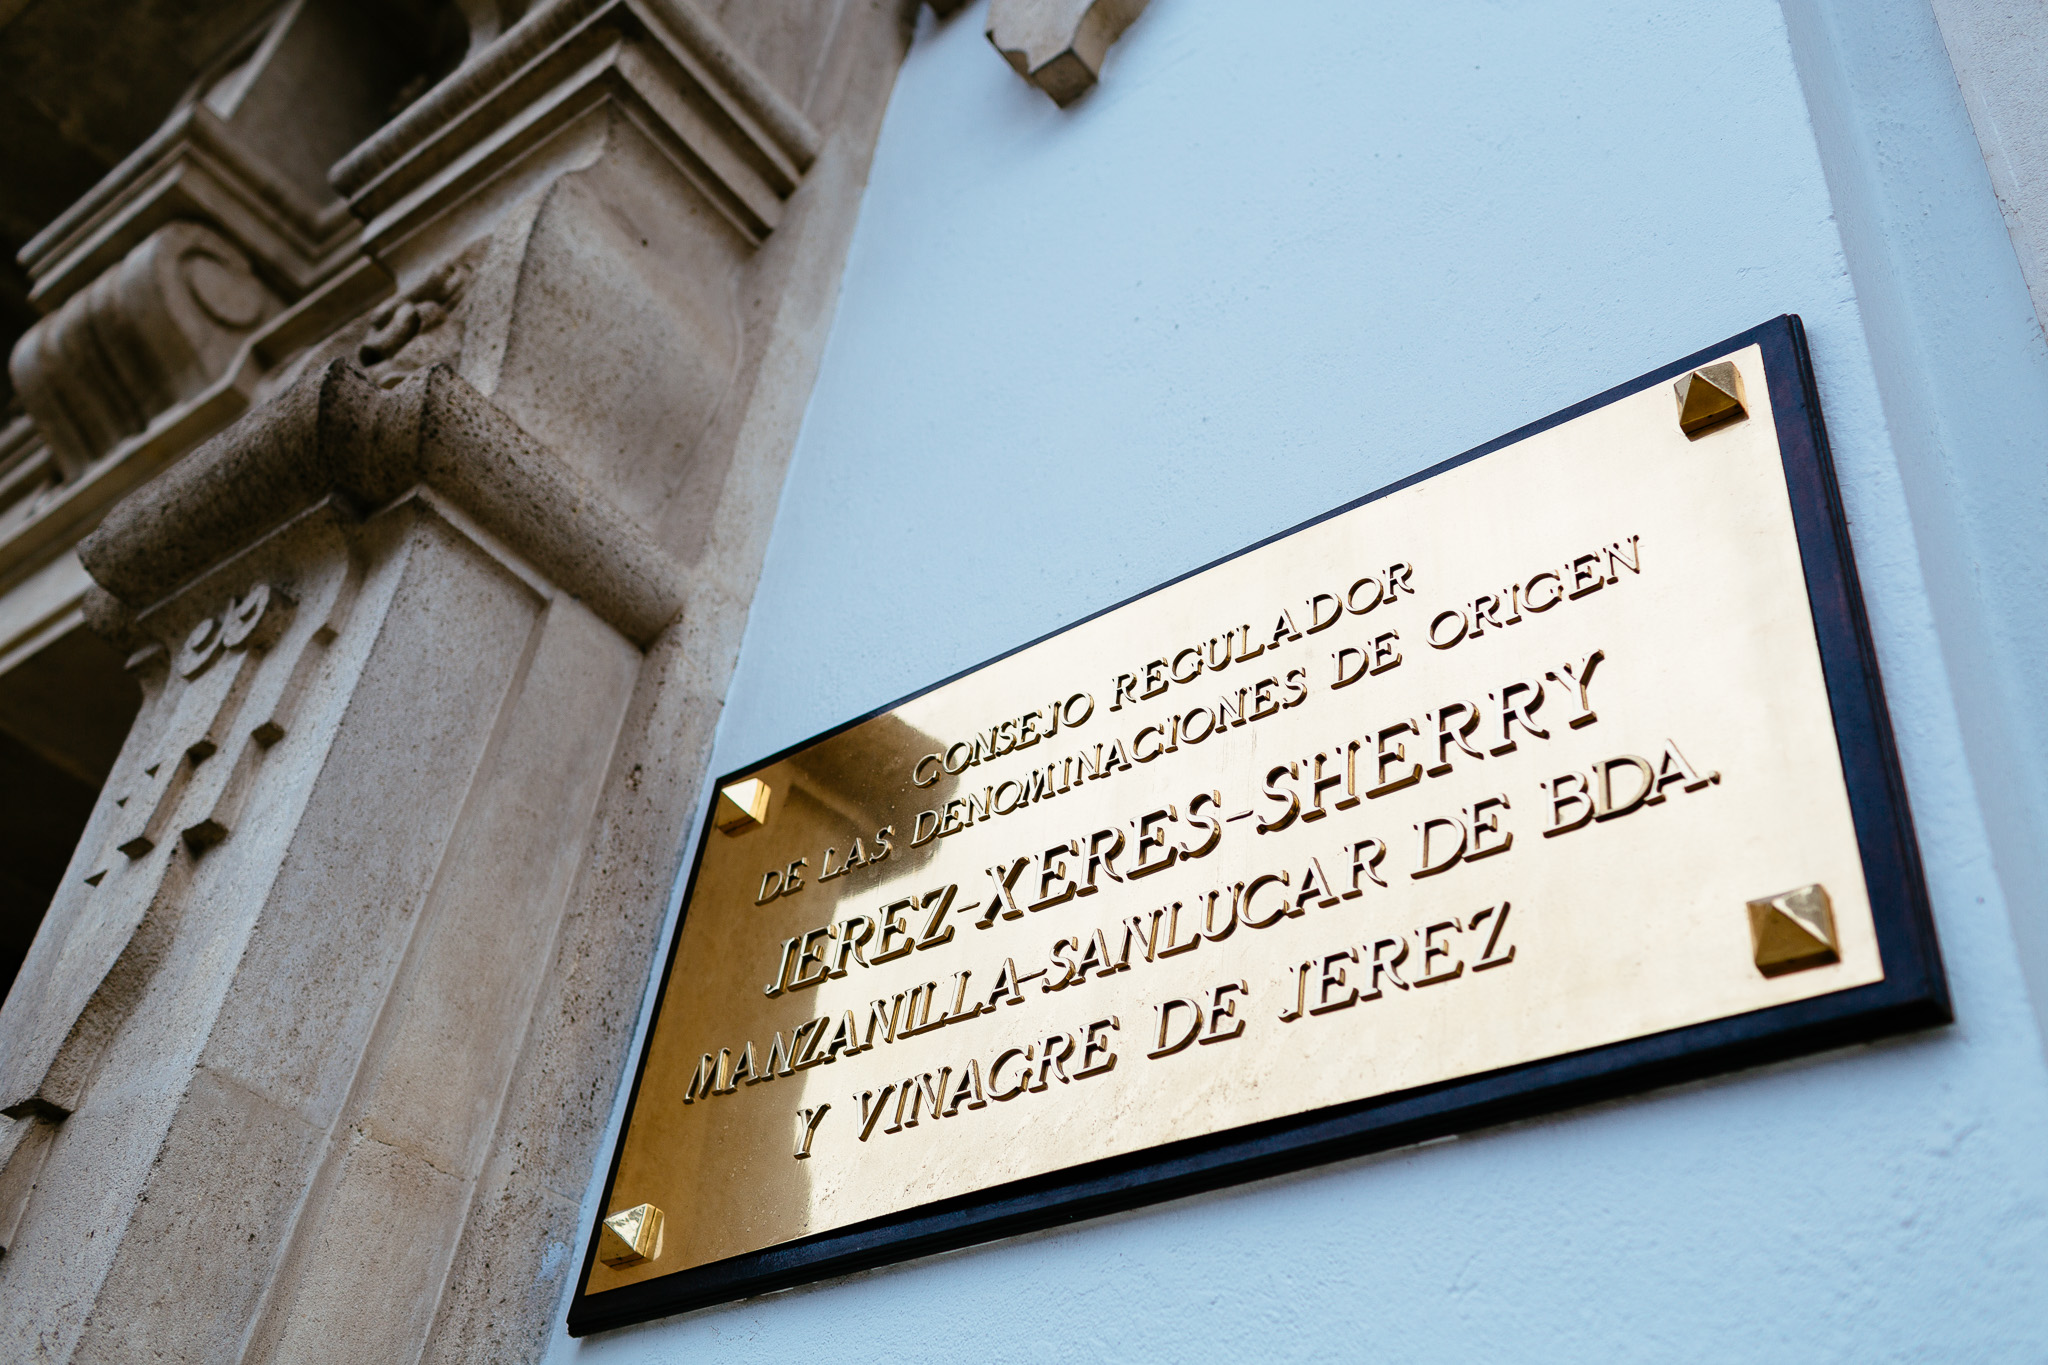 CONSEJO REGULADOR
DE LAS DENOMINACIONES DE ORIGEN
JEREZ-XERES-SHERRY
MANZANILLA-SANLUCAR DE BDA.
Y VINAGRE DE JEREZ